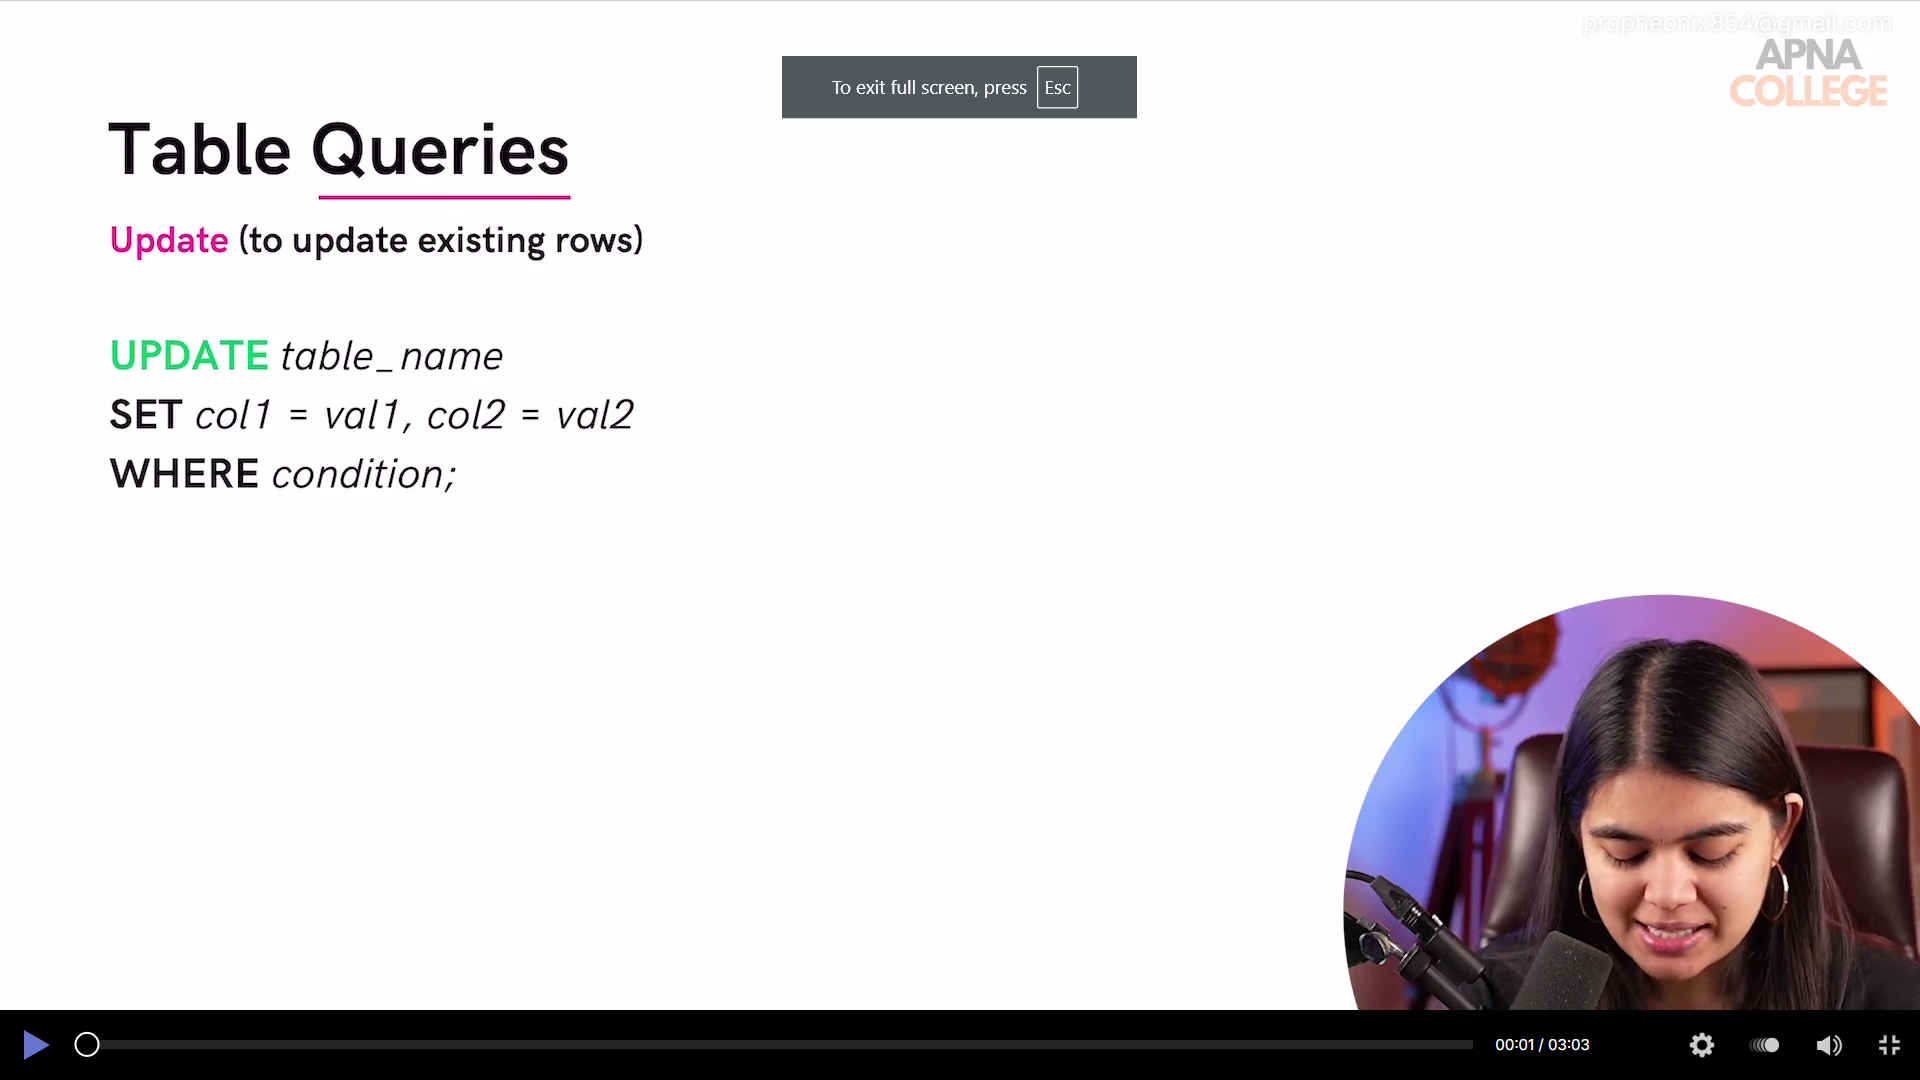 propheonix854@gmail.com
APNA
COLLEGE
To exit full screen, press Esc
Table Queries
Update (to update existing rows)
UPDATE table_name
SET col1 = val1, col2 = val2
WHERE condition;
00:01 / 03:03